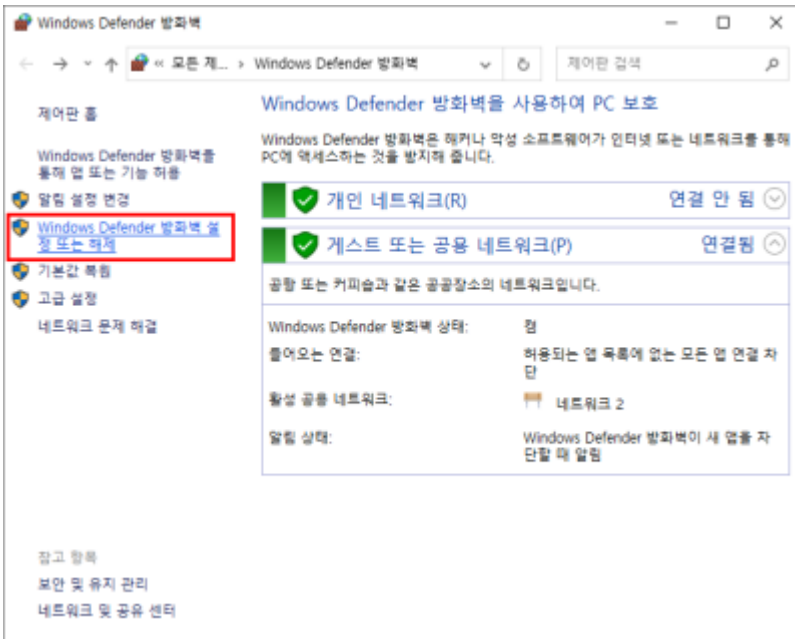 Windows Defender 방화벽
« 모든 제... › Windows Defender 방화벽
제어판 검색
제어판 홈
Windows Defender 방화벽을
통해 앱 또는 기능 허용
알림 설정 변경
Windows Defender 방화벽 설
정 또는 해제
기본값 복원
고급 설정
네트워크 문제 해결
Windows Defender 방화벽을 사용하여 PC 보호
Windows Defender 방화벽은 해커나 악성 소프트웨어가 인터넷 또는 네트워크를 통해
PC에 액세스하는 것을 방지해 줍니다.
개인 네트워크(R) 연결 안 됨
게스트 또는 공용 네트워크(P) 연결됨
공항 또는 커피숍과 같은 공공장소의 네트워크입니다.
Windows Defender 방화벽 상태: 켬
들어오는 연결: 허용되는 앱 목록에 없는 모든 앱 연결 차
단
활성 공용 네트워크: 네트워크 2
알림 상태: Windows Defender 방화벽이 새 앱을 차
단할 때 알림
참고 항목
보안 및 유지 관리
네트워크 및 공유 센터